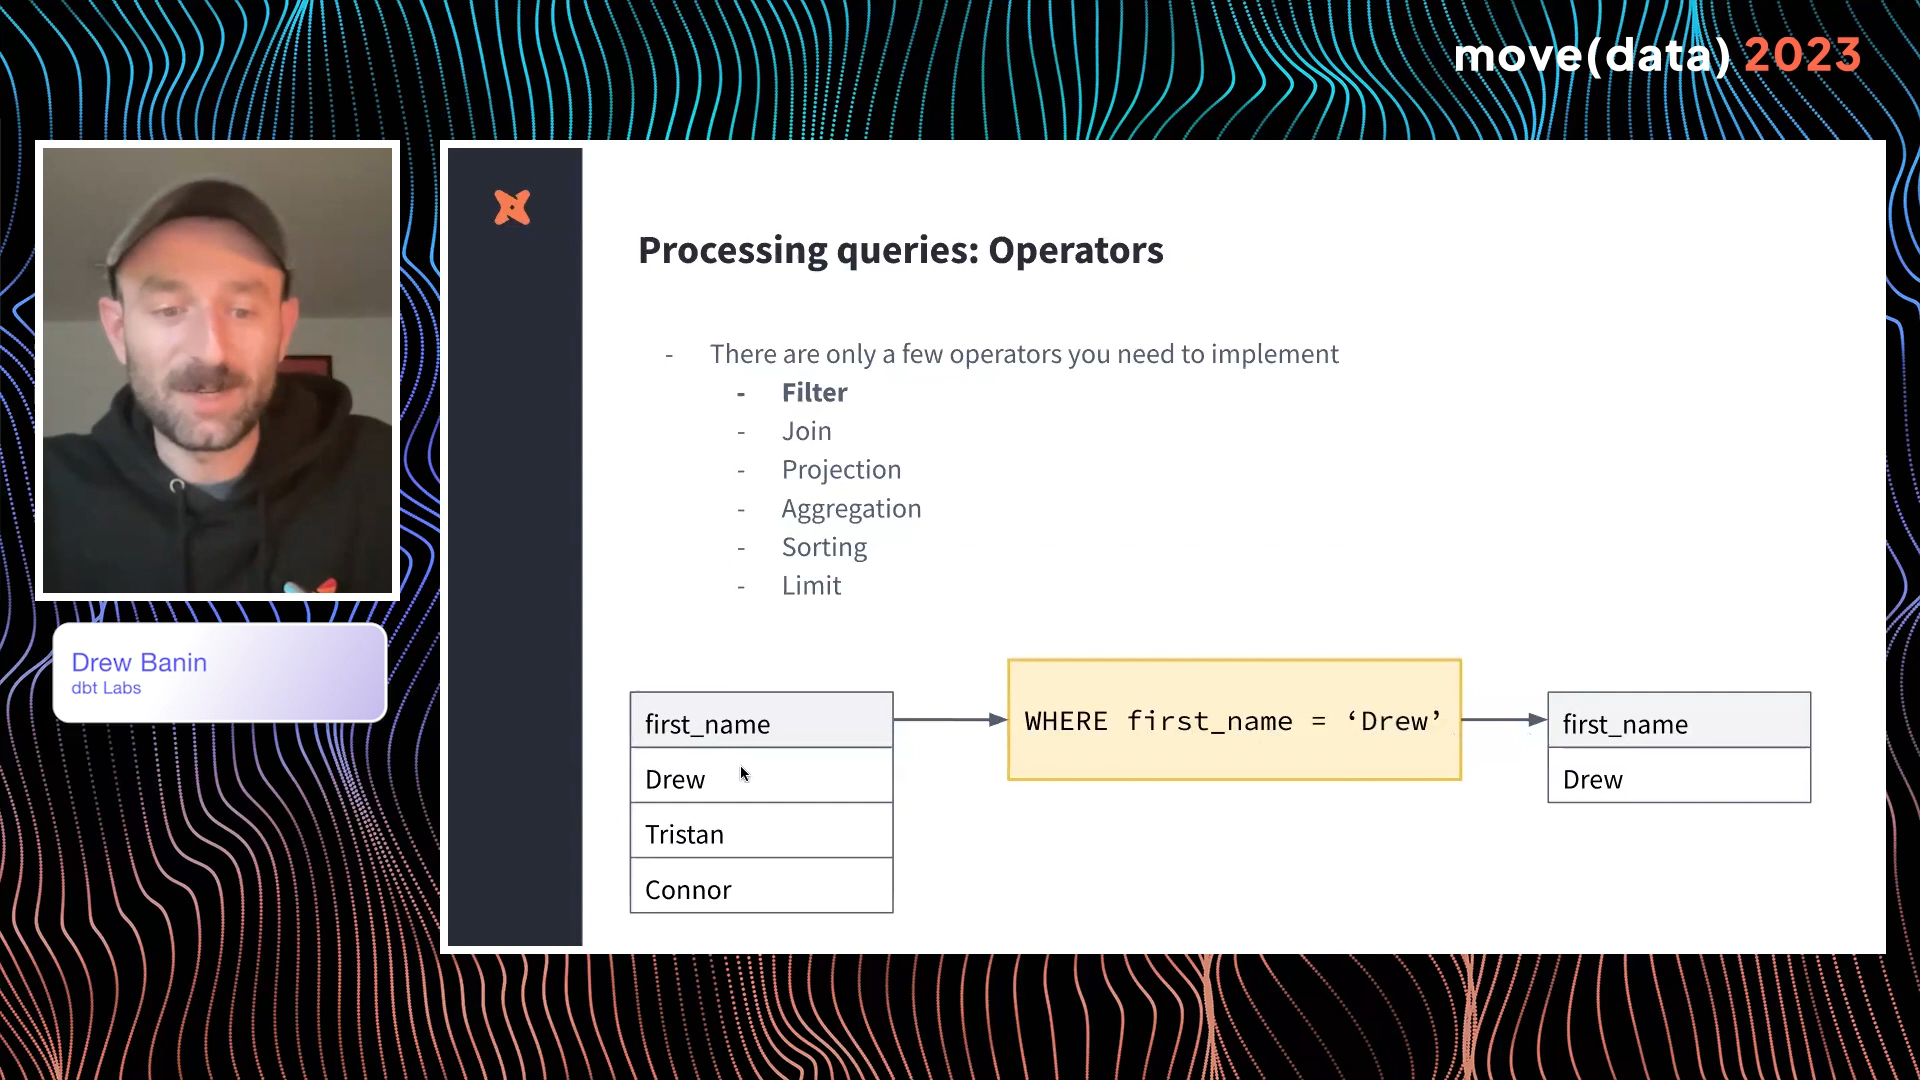 move(data) 2023
Processing queries: Operators
- There are only a few operators you need to implement
- Filter
- Join
- Projection
- Aggregation
- Sorting
- Limit
Drew Banin
dbt Labs
first_name
Drew
Tristan
Connor
WHERE first_name = ‘Drew’
first_name
Drew